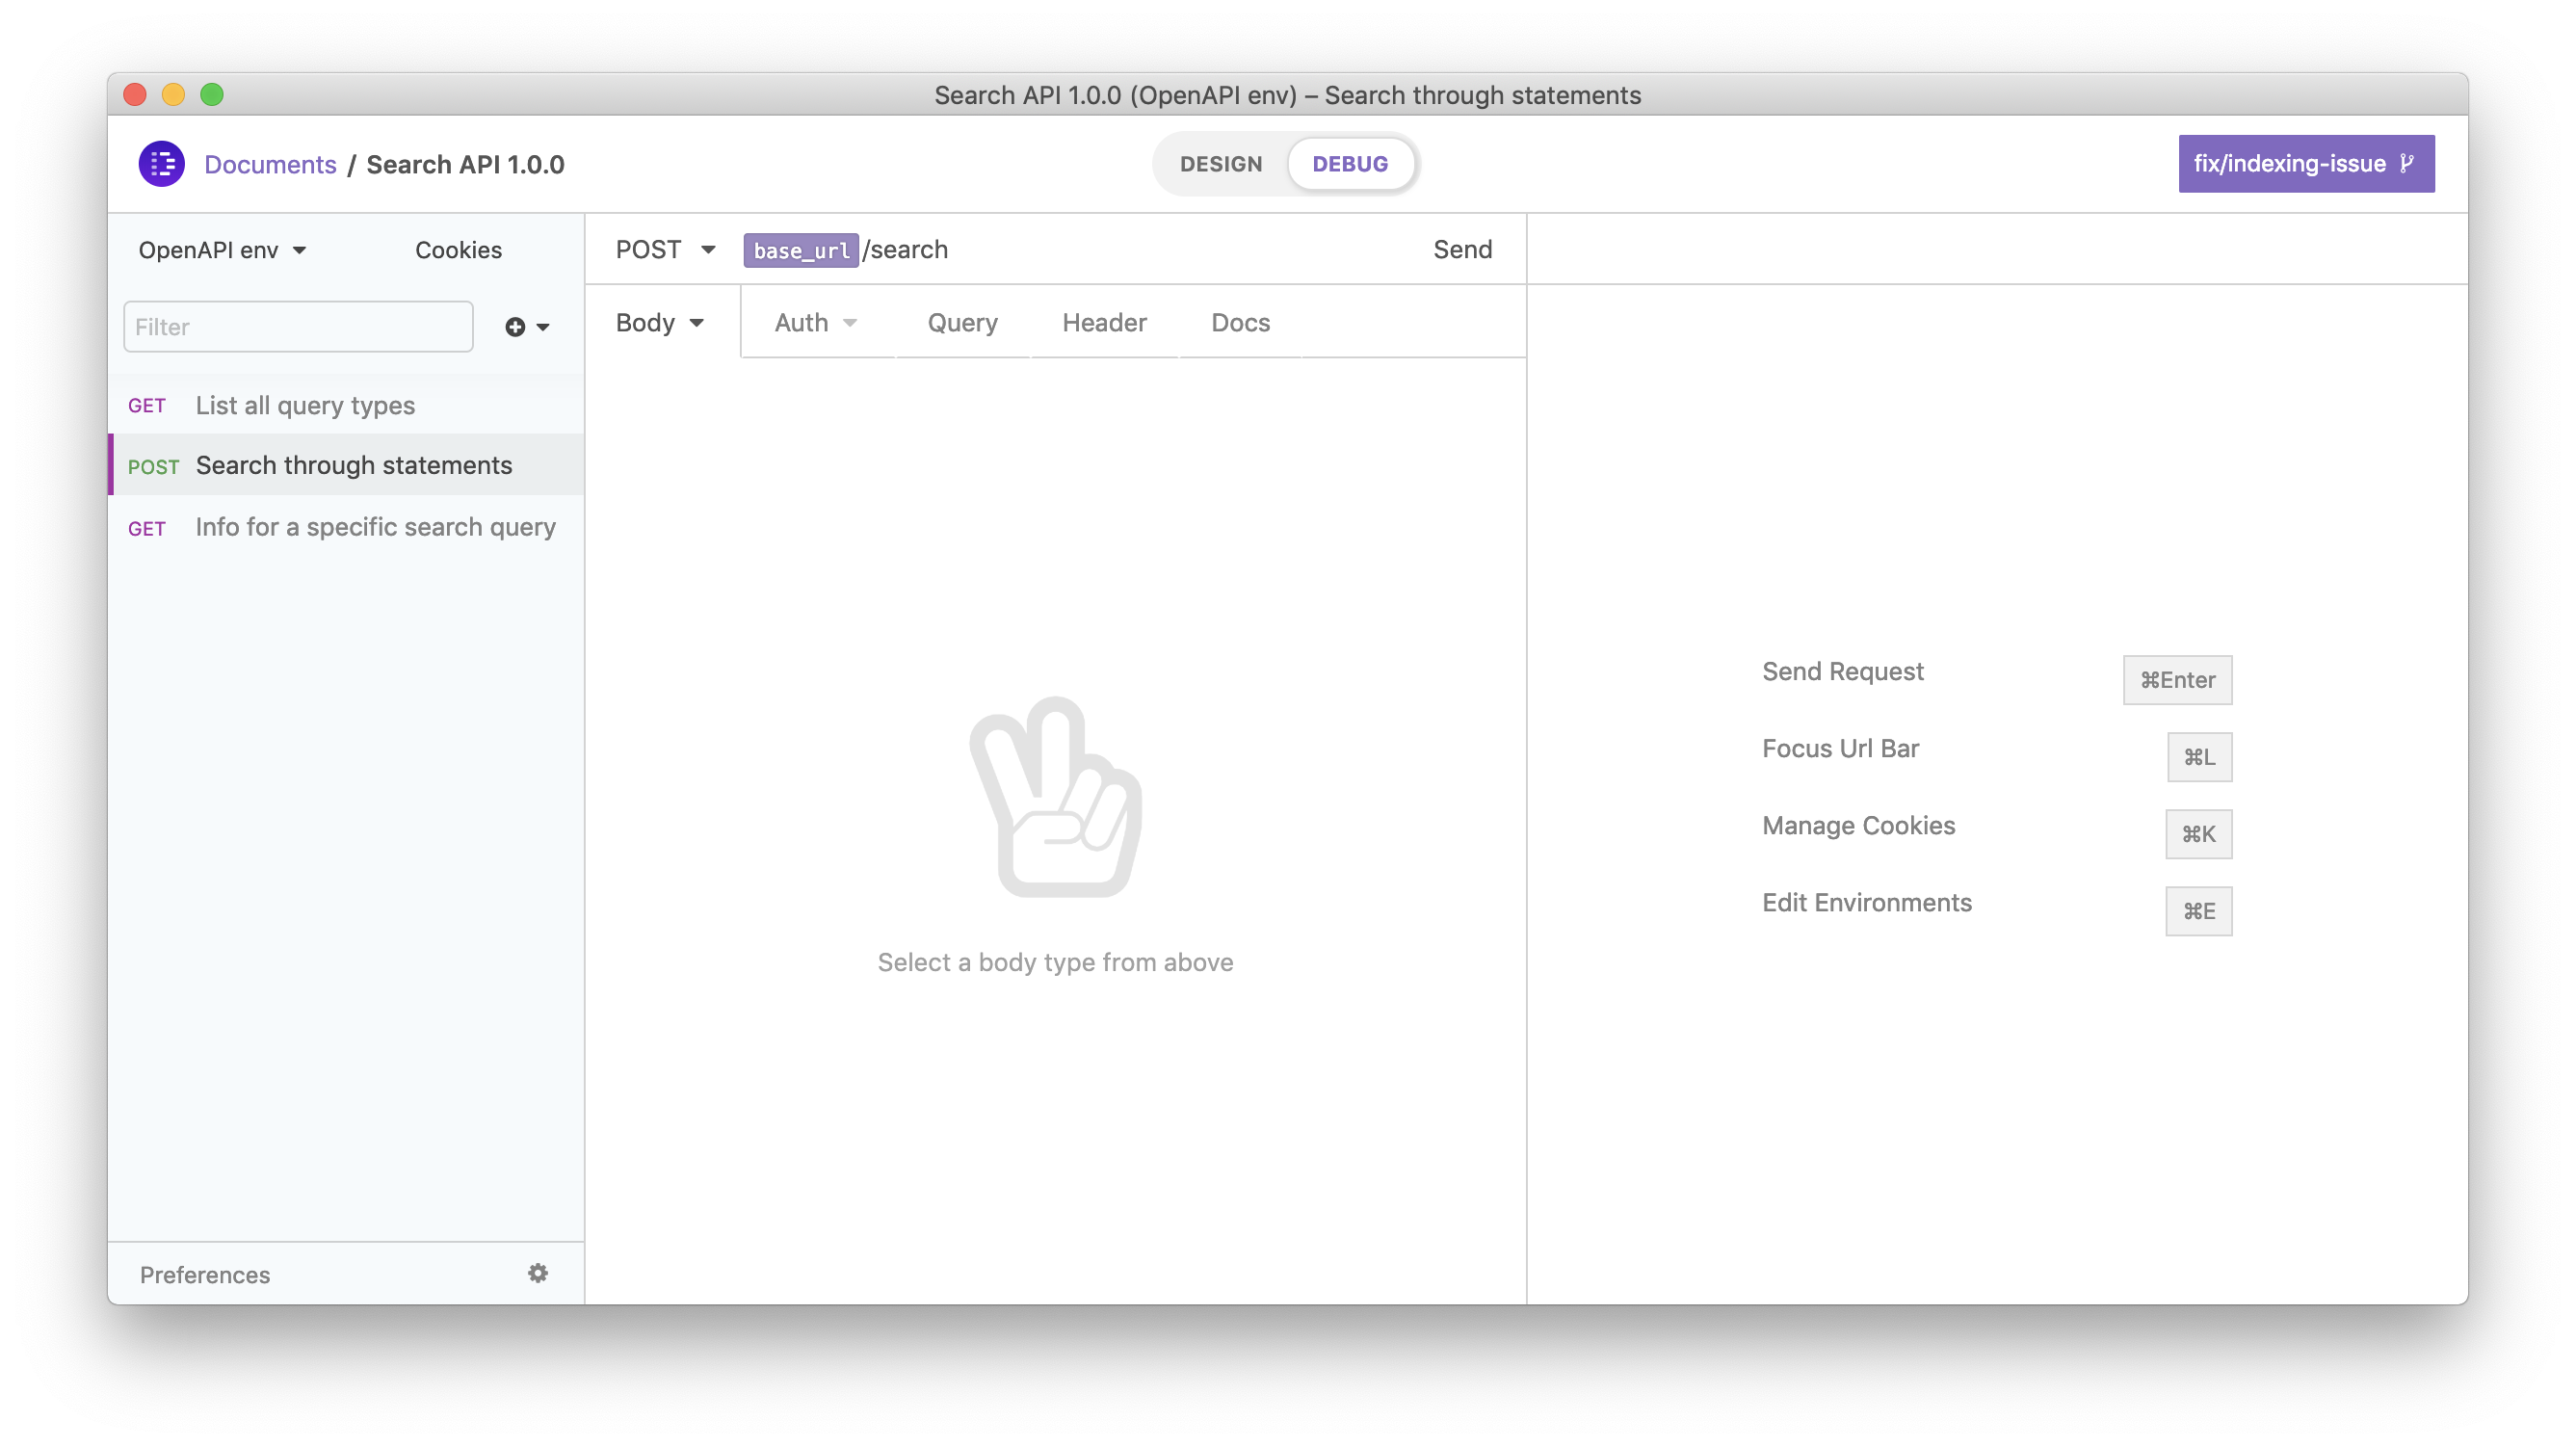 Search API 1.0.0 (OpenAPI env) – Search through statements
Documents / Search API 1.0.0
DESIGN
DEBUG
fix/indexing-issue
OpenAPI env
Cookies
POST
base_url/search
Send
Filter
Body
Auth
Query
Header
Docs
GET List all query types
POST Search through statements
GET Info for a specific search query
Select a body type from above
Send Request ⌘Enter
Focus Url Bar ⌘L
Manage Cookies ⌘K
Edit Environments ⌘E
Preferences